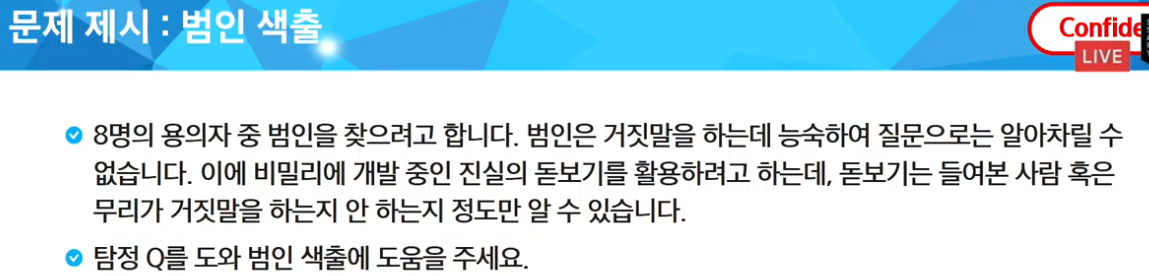 문제 제시 : 범인 색출
Confide
LIVE
8명의 용의자 중 범인을 찾으려고 합니다. 범인은 거짓말을 하는데 능숙하여 질문으로는 알아차릴 수
없습니다. 이에 비밀리에 개발 중인 진실의 돋보기를 활용하려고 하는데, 돋보기는 들여본 사람 혹은
무리가 거짓말을 하는지 안 하는지 정도만 알 수 있습니다.
탐정 Q를 도와 범인 색출에 도움을 주세요.